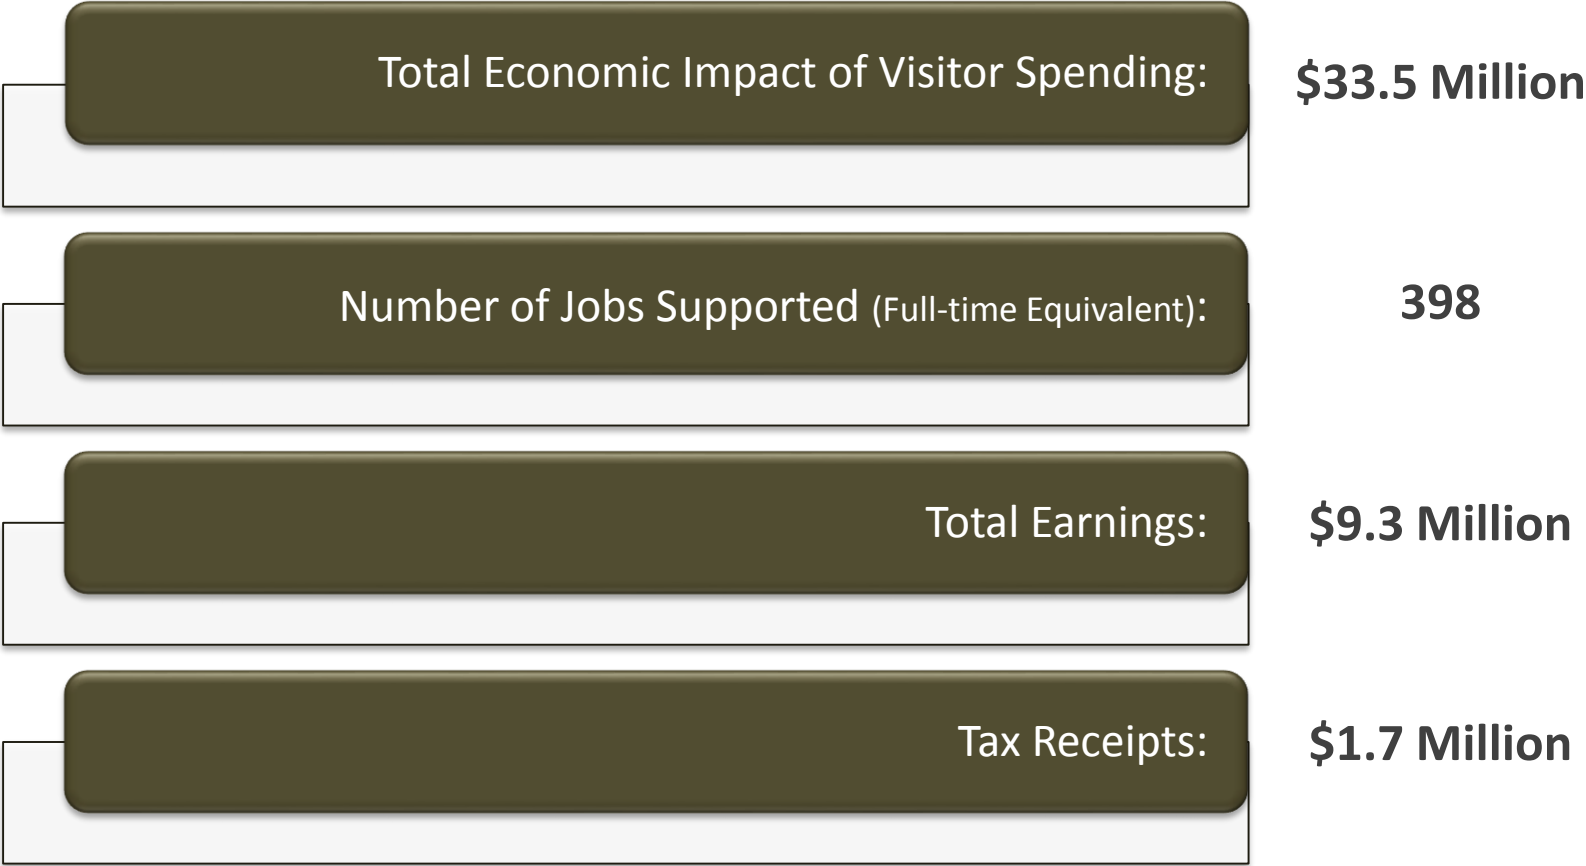 Total Economic Impact of Visitor Spending: $33.5 Million
Number of Jobs Supported (Full-time Equivalent): 398
Total Earnings: $9.3 Million
Tax Receipts: $1.7 Million